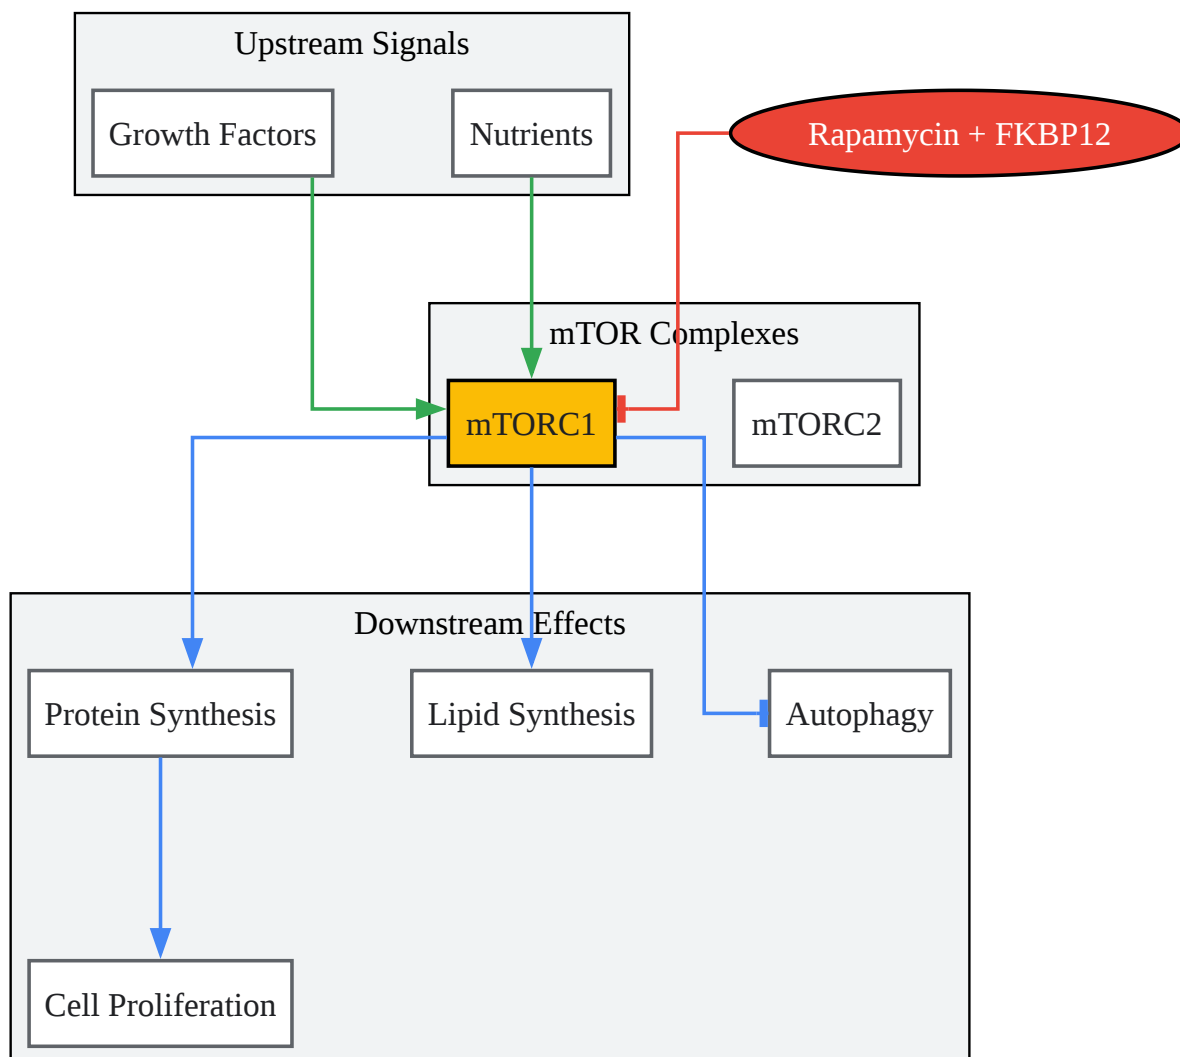 Upstream Signals
Growth Factors
Nutrients
Rapamycin + FKBP12
mTOR Complexes
mTORC1
mTORC2
Downstream Effects
Protein Synthesis
Lipid Synthesis
Autophagy
Cell Proliferation